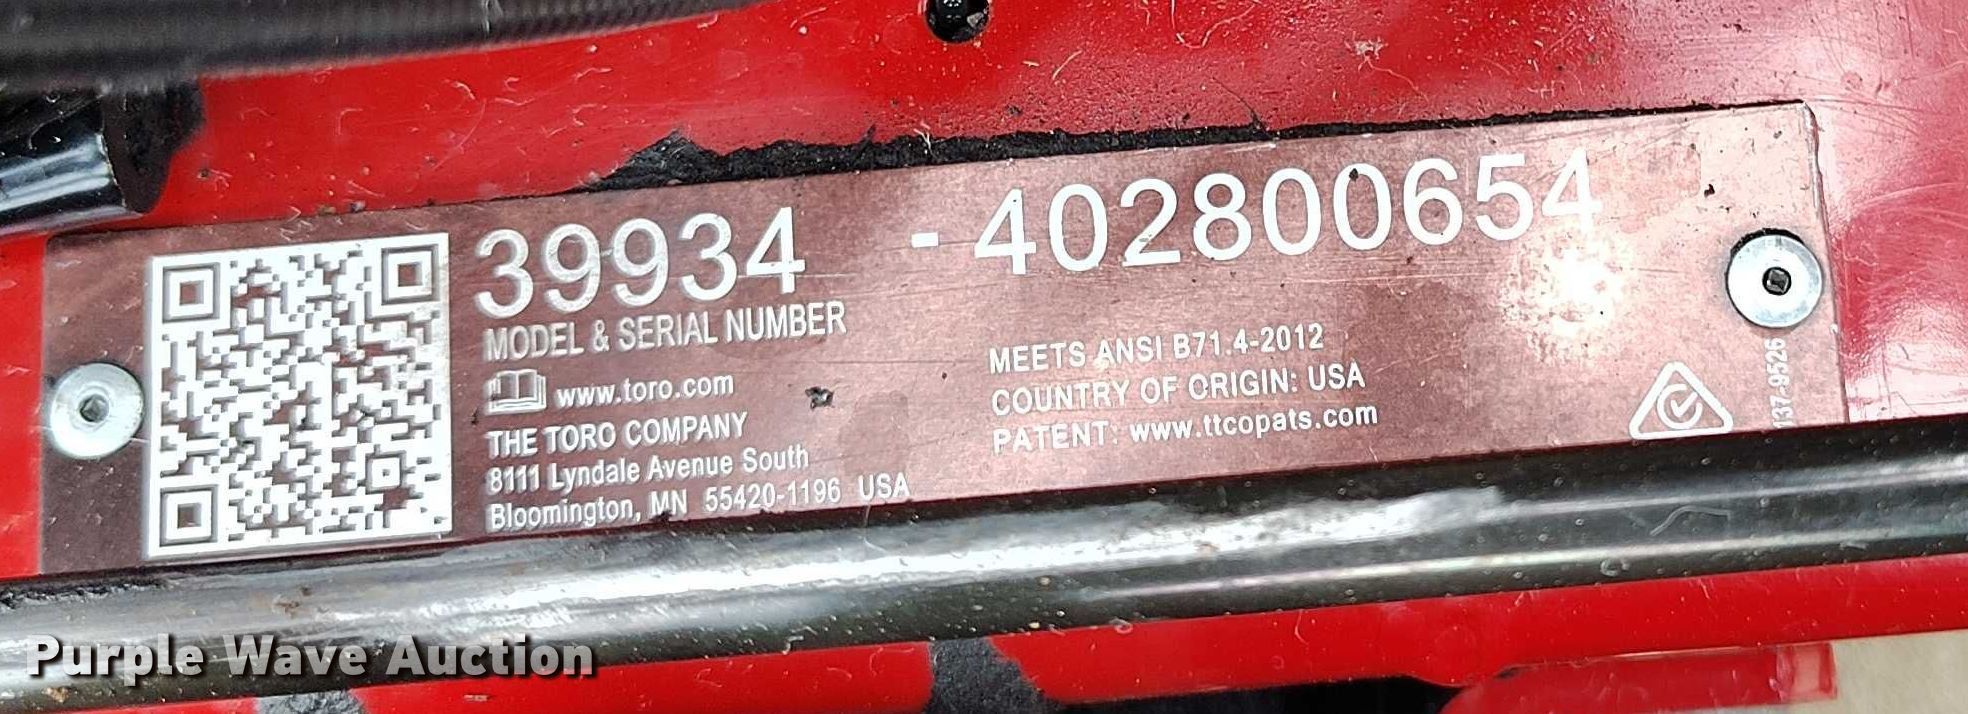 39934 - 402800654
MODEL & SERIAL NUMBER
www.toro.com
THE TORO COMPANY
8111 Lyndale Avenue South
Bloomington, MN 55420-1196 USA
MEETS ANSI B71.4-2012
COUNTRY OF ORIGIN: USA
PATENT: www.ttcopats.com
137-9526
Purple Wave Auction